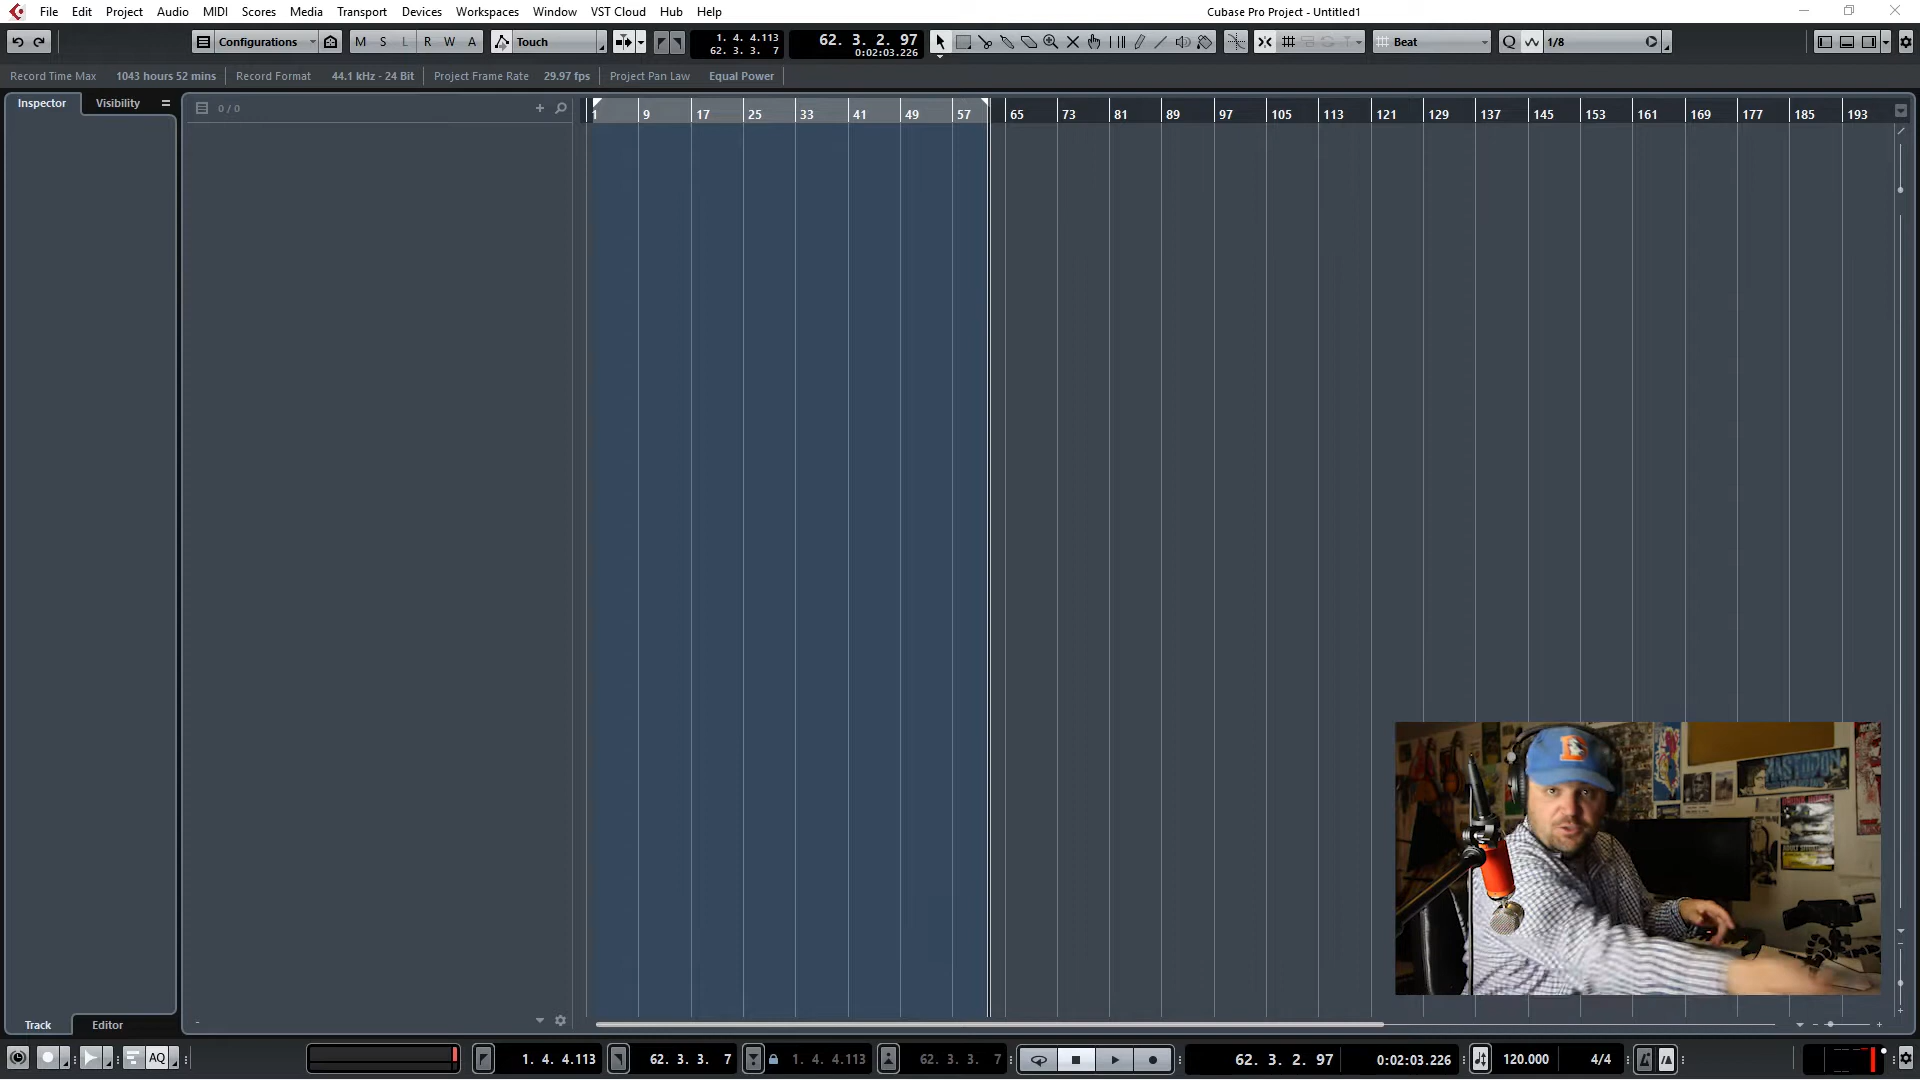 File Edit Project Audio MIDI Scores Media Transport Devices Workspaces Window VST Cloud Hub Help
Cubase Pro Project - Untitled1
Configurations
M S L R W A
Touch
1. 4. 4.113
62. 3. 3. 7
62. 3. 2. 97
0:02:03.226
Beat
Q
1/8
Record Time Max 1043 hours 52 mins Record Format 44.1 kHz - 24 Bit Project Frame Rate 29.97 fps Project Pan Law Equal Power
Inspector Visibility
0 / 0
1 9 17 25 33 41 49 57 65 73 81 89 97 105 113 121 129 137 145 153 161 169 177 185 193
MASTODON
Track Editor
AQ
1. 4. 4.113
62. 3. 3. 7
1. 4. 4.113
62. 3. 3. 7
62. 3. 2. 97
0:02:03.226
120.000
4/4